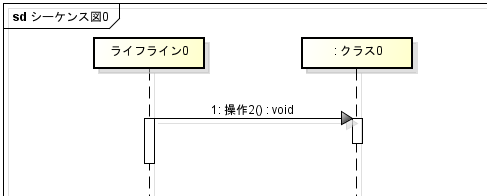 sd シーケンス図0
ライフライン0
: クラス0
1: 操作2() : void